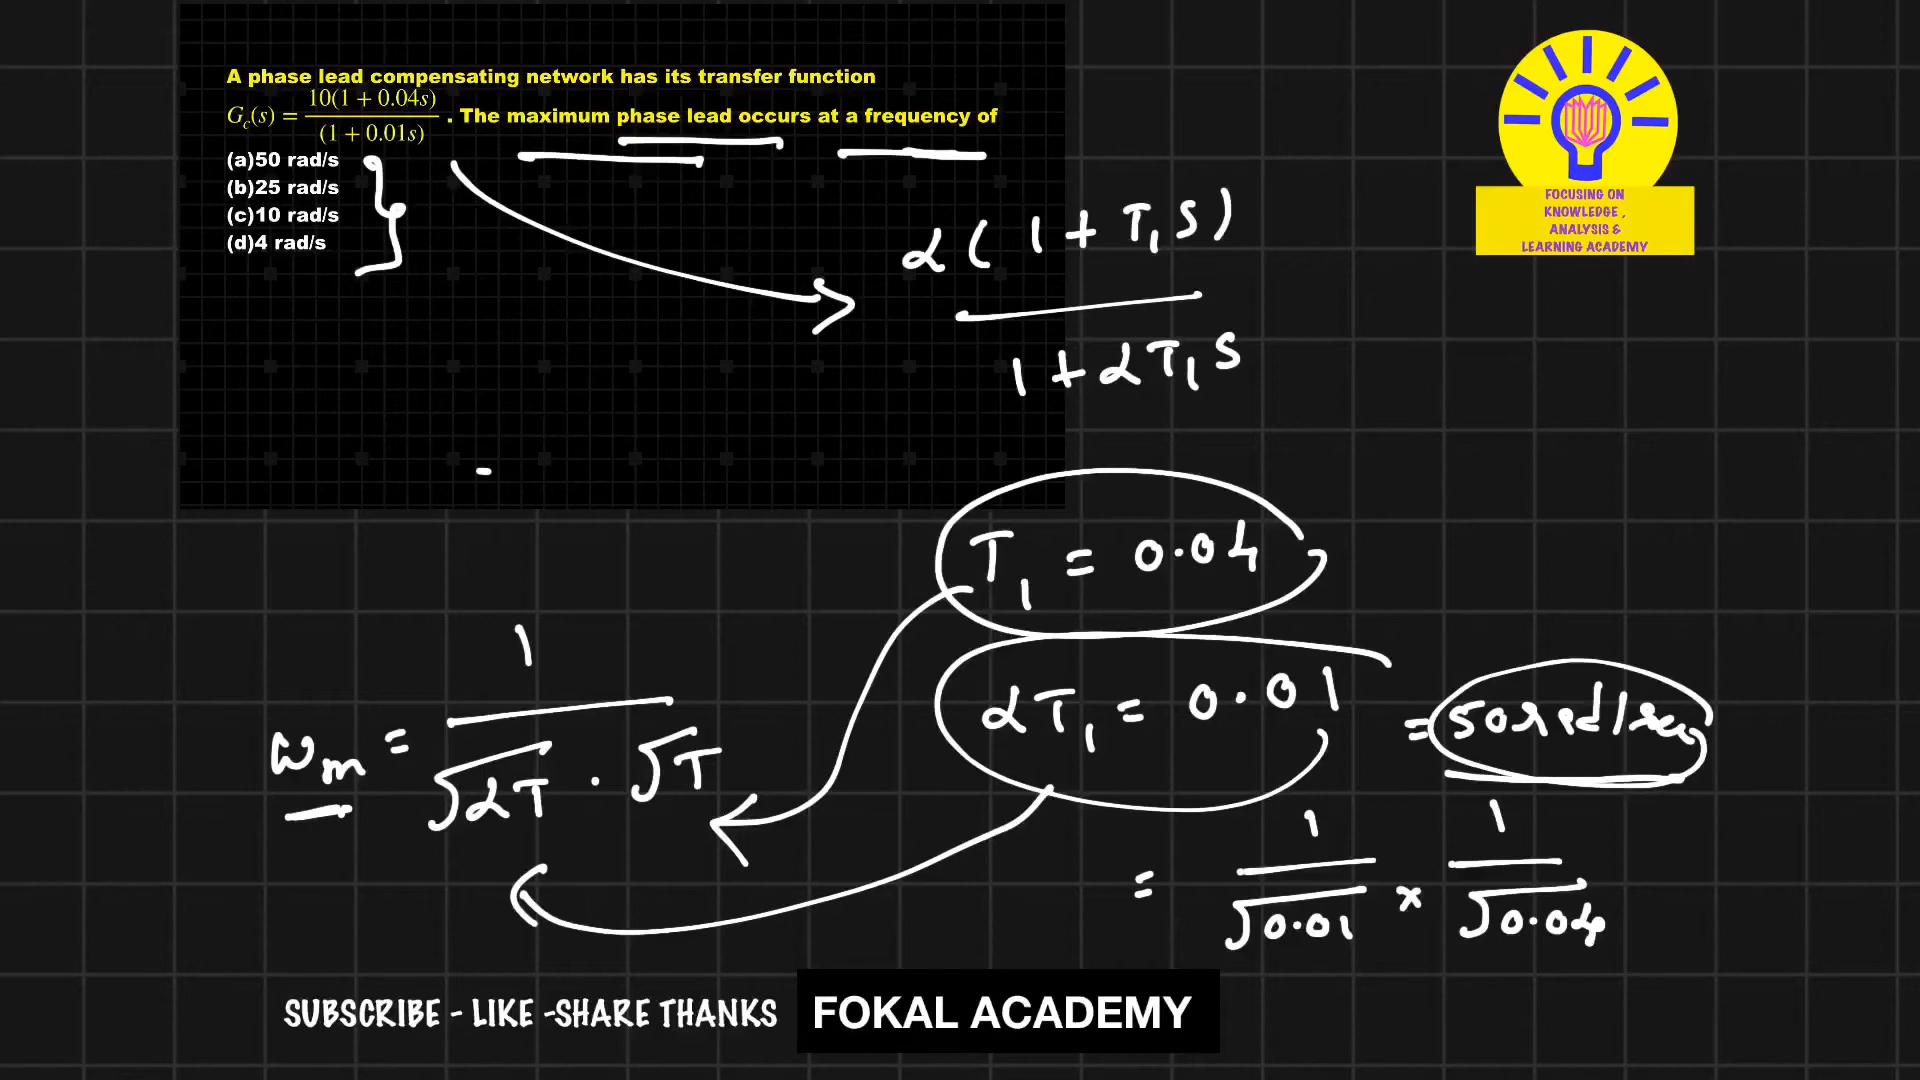 A phase lead compensating network has its transfer function
G_c(s) = 10(1 + 0.04s) / (1 + 0.01s) . The maximum phase lead occurs at a frequency of
(a)50 rad/s
(b)25 rad/s
(c)10 rad/s
(d)4 rad/s
FOCUSING ON
KNOWLEDGE ,
ANALYSIS &
LEARNING ACADEMY
α(1 + T₁S)
1 + αT₁S
T₁ = 0.04
αT₁ = 0.01
ω_m = 1 / √αT · √T
= 50rad/sec
= 1/√0.01 × 1/√0.04
SUBSCRIBE - LIKE -SHARE THANKS
FOKAL ACADEMY